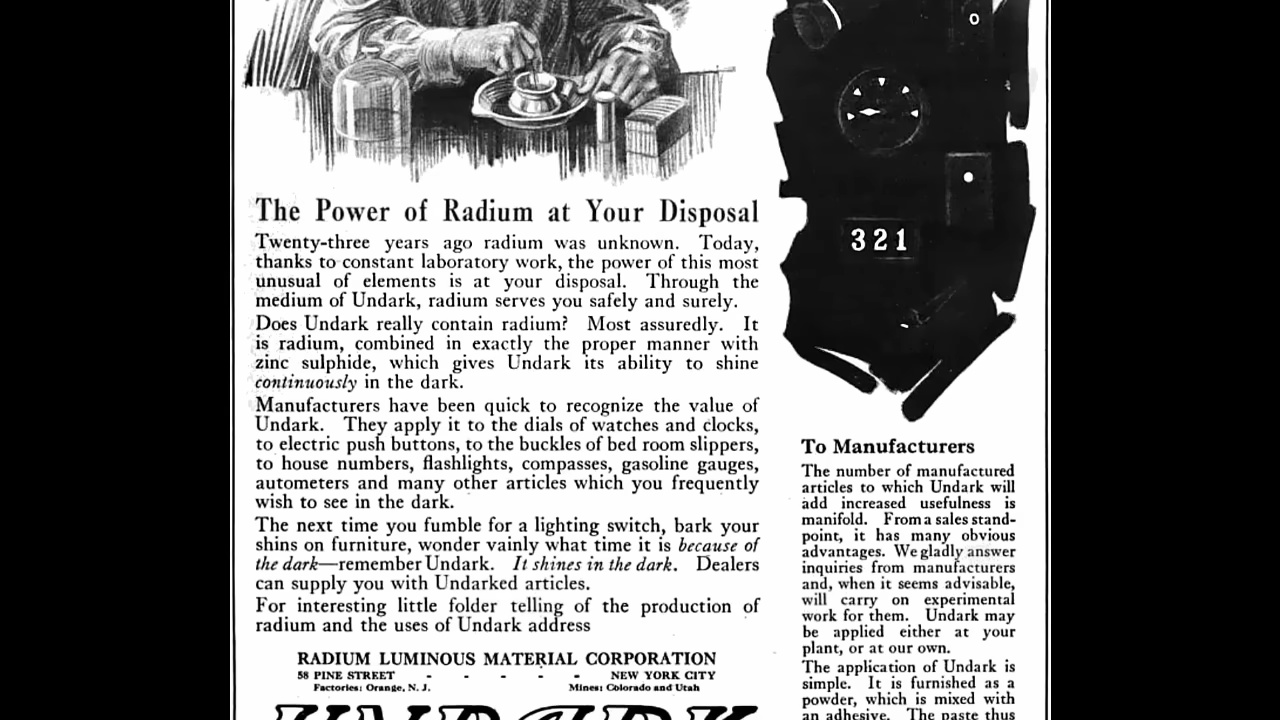 The Power of Radium at Your Disposal
Twenty-three years ago radium was unknown. Today,
thanks to constant laboratory work, the power of this most
unusual of elements is at your disposal. Through the
medium of Undark, radium serves you safely and surely.
Does Undark really contain radium? Most assuredly. It
is radium, combined in exactly the proper manner with
zinc sulphide, which gives Undark its ability to shine
continuously in the dark.
Manufacturers have been quick to recognize the value of
Undark. They apply it to the dials of watches and clocks,
to electric push buttons, to the buckles of bed room slippers,
to house numbers, flashlights, compasses, gasoline gauges,
autometers and many other articles which you frequently
wish to see in the dark.
The next time you fumble for a lighting switch, bark your
shins on furniture, wonder vainly what time it is because of
the dark—remember Undark. It shines in the dark. Dealers
can supply you with Undarked articles.
For interesting little folder telling of the production of
radium and the uses of Undark address
RADIUM LUMINOUS MATERIAL CORPORATION
58 PINE STREET - - - - - NEW YORK CITY
Factories: Orange, N. J. Mines: Colorado and Utah
UNDARK
321
To Manufacturers
The number of manufactured
articles to which Undark will
add increased usefulness is
manifold. From a sales stand-
point, it has many obvious
advantages. We gladly answer
inquiries from manufacturers
and, when it seems advisable,
will carry on experimental
work for them. Undark may
be applied either at your
plant, or at our own.
The application of Undark is
simple. It is furnished as a
powder, which is mixed with
an adhesive. The paste thus